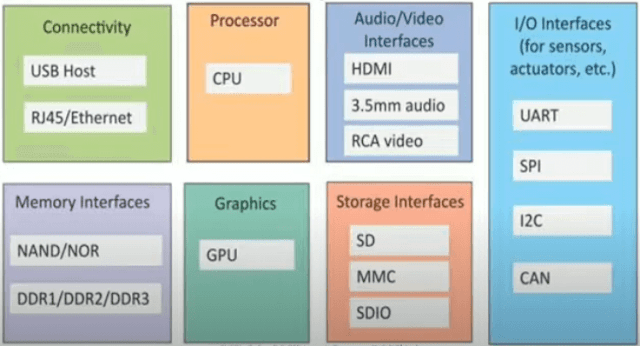 Connectivity
USB Host
RJ45/Ethernet
Processor
CPU
Audio/Video
Interfaces
HDMI
3.5mm audio
RCA video
I/O Interfaces
(for sensors,
actuators, etc.)
UART
SPI
I2C
CAN
Memory Interfaces
NAND/NOR
DDR1/DDR2/DDR3
Graphics
GPU
Storage Interfaces
SD
MMC
SDIO